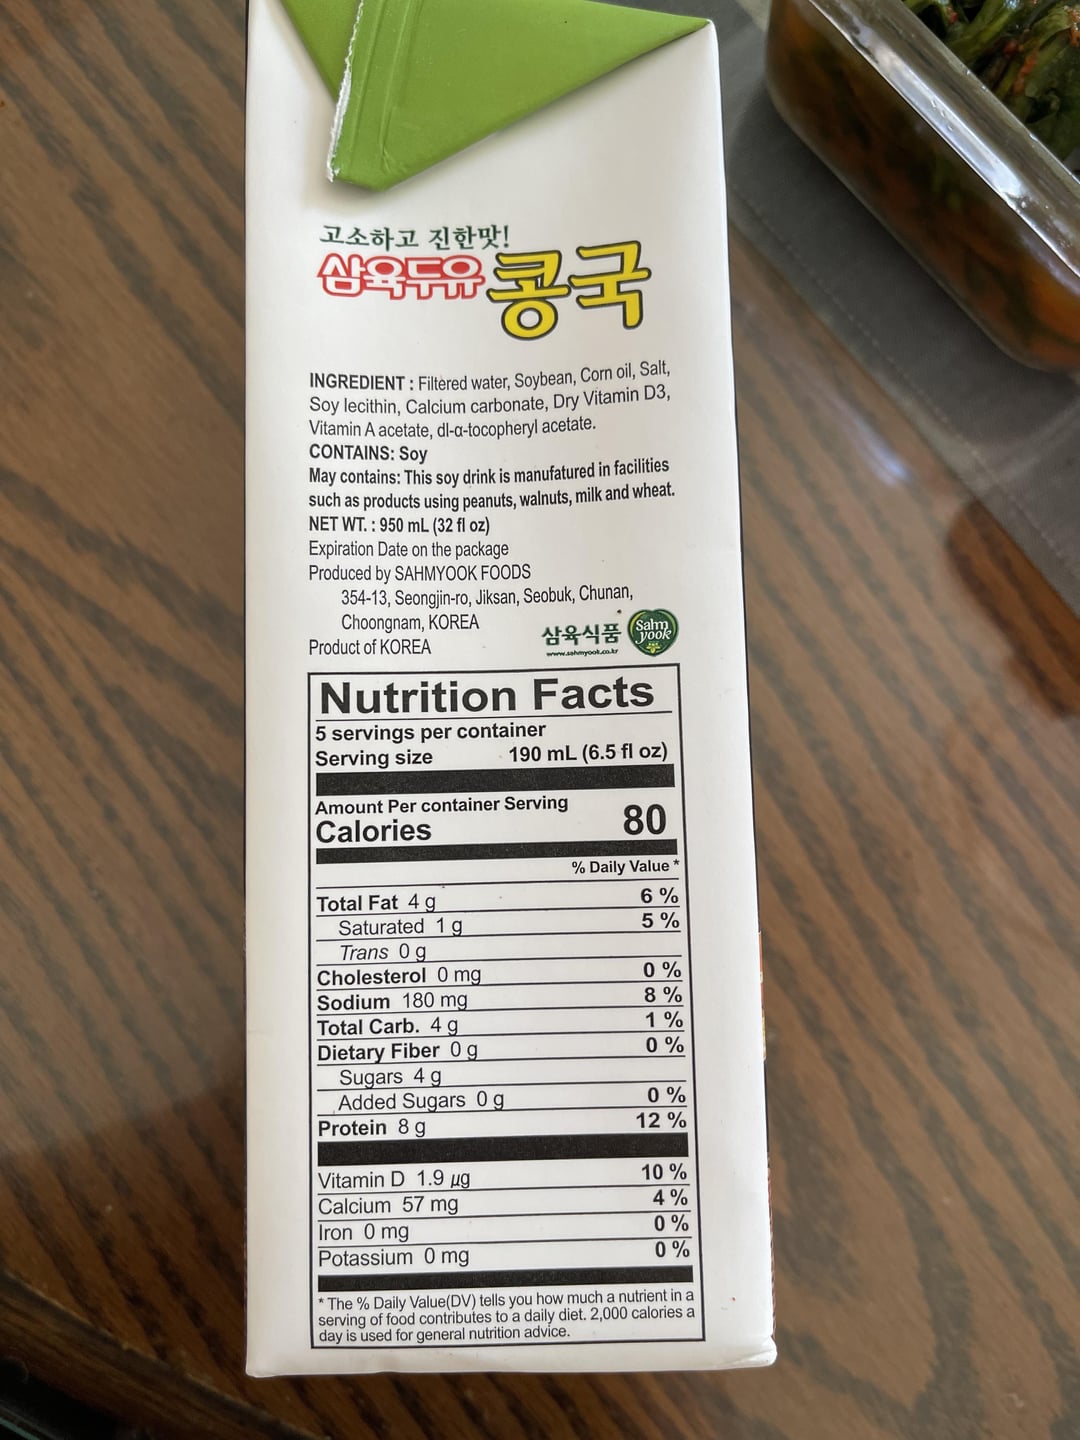 고소하고 진한맛!
삼육두유 콩국
INGREDIENT : Filtered water, Soybean, Corn oil, Salt,
Soy lecithin, Calcium carbonate, Dry Vitamin D3,
Vitamin A acetate, dl-α-tocopheryl acetate.
CONTAINS: Soy
May contains: This soy drink is manufatured in facilities
such as products using peanuts, walnuts, milk and wheat.
NET WT. : 950 mL (32 fl oz)
Expiration Date on the package
Produced by SAHMYOOK FOODS
354-13, Seongjin-ro, Jiksan, Seobuk, Chunan,
Choongnam, KOREA
Product of KOREA
삼육식품
www.sahmyook.co.kr
Sahm
yook
Nutrition Facts
5 servings per container
Serving size 190 mL (6.5 fl oz)
Amount Per container Serving
Calories 80
% Daily Value *
Total Fat 4 g 6 %
Saturated 1 g 5 %
Trans 0 g
Cholesterol 0 mg 0 %
Sodium 180 mg 8 %
Total Carb. 4 g 1 %
Dietary Fiber 0 g 0 %
Sugars 4 g
Added Sugars 0 g 0 %
Protein 8 g 12 %
Vitamin D 1.9 µg 10 %
Calcium 57 mg 4 %
Iron 0 mg 0 %
Potassium 0 mg 0 %
* The % Daily Value(DV) tells you how much a nutrient in a
serving of food contributes to a daily diet. 2,000 calories a
day is used for general nutrition advice.